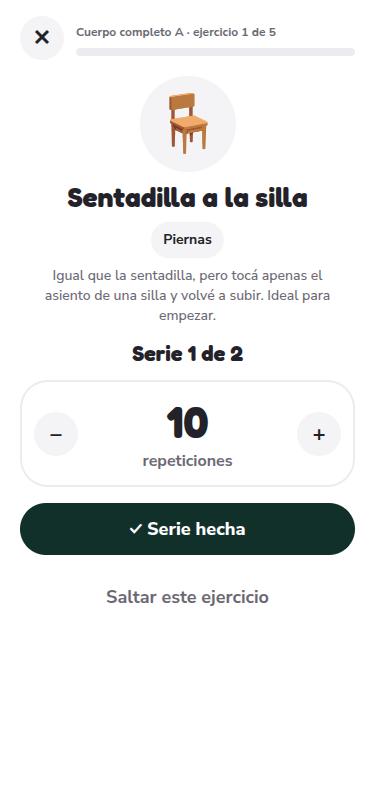 ✕
Cuerpo completo A · ejercicio 1 de 5
Sentadilla a la silla
Piernas
Igual que la sentadilla, pero tocá apenas el
asiento de una silla y volvé a subir. Ideal para
empezar.
Serie 1 de 2
−
10
+
repeticiones
✓ Serie hecha
Saltar este ejercicio